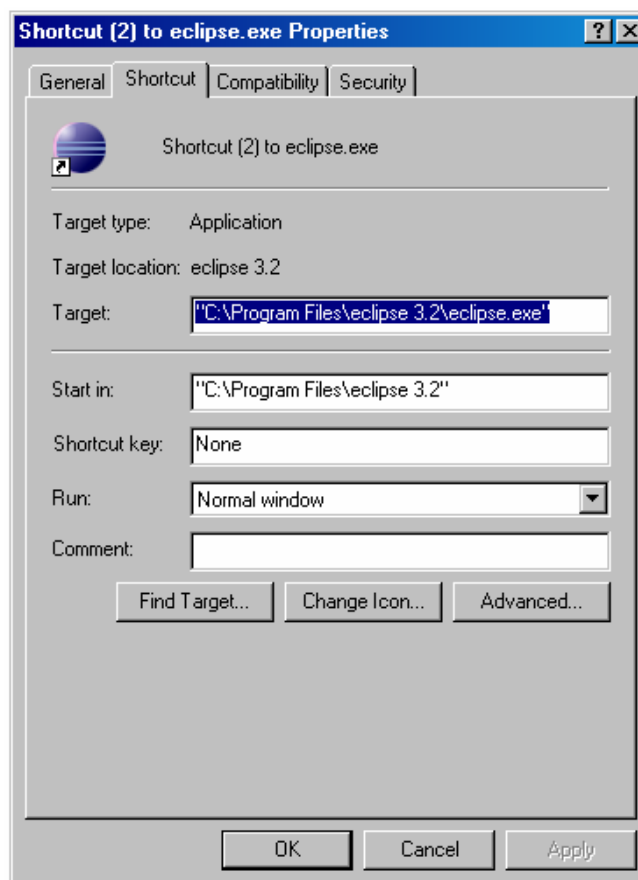 Shortcut (2) to eclipse.exe Properties
General Shortcut Compatibility Security
Shortcut (2) to eclipse.exe
Target type: Application
Target location: eclipse 3.2
Target: "C:\Program Files\eclipse 3.2\eclipse.exe"
Start in: "C:\Program Files\eclipse 3.2"
Shortcut key: None
Run: Normal window
Comment:
Find Target... Change Icon... Advanced...
OK Cancel Apply